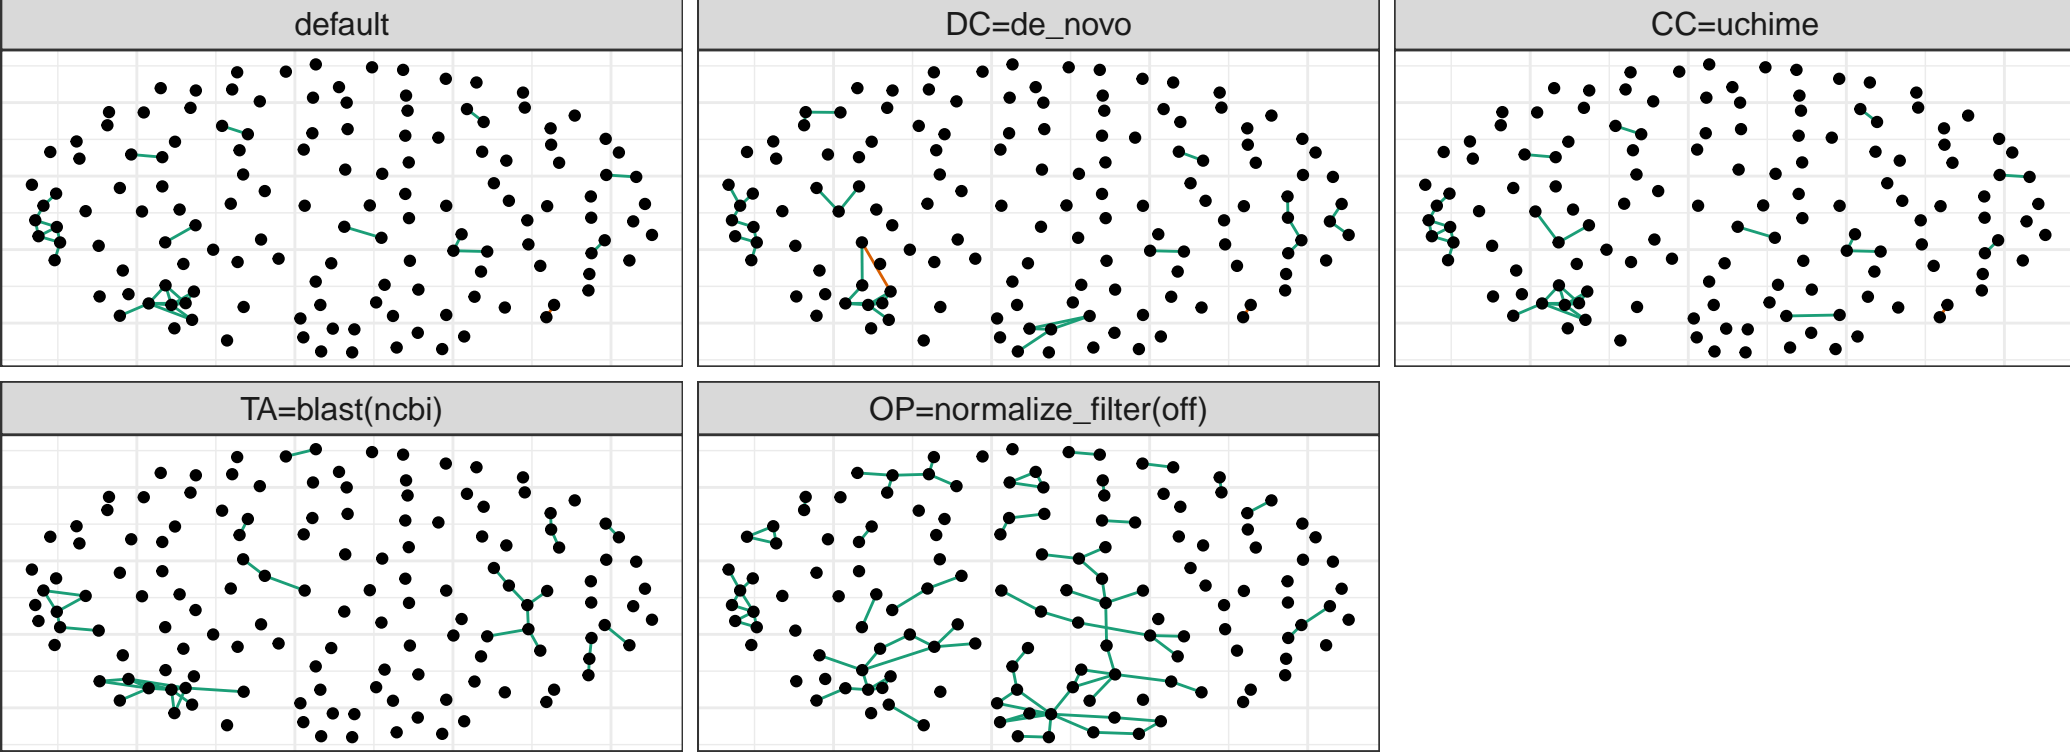 default
DC=de_novo
CC=uchime
TA=blast(ncbi)
OP=normalize_filter(off)